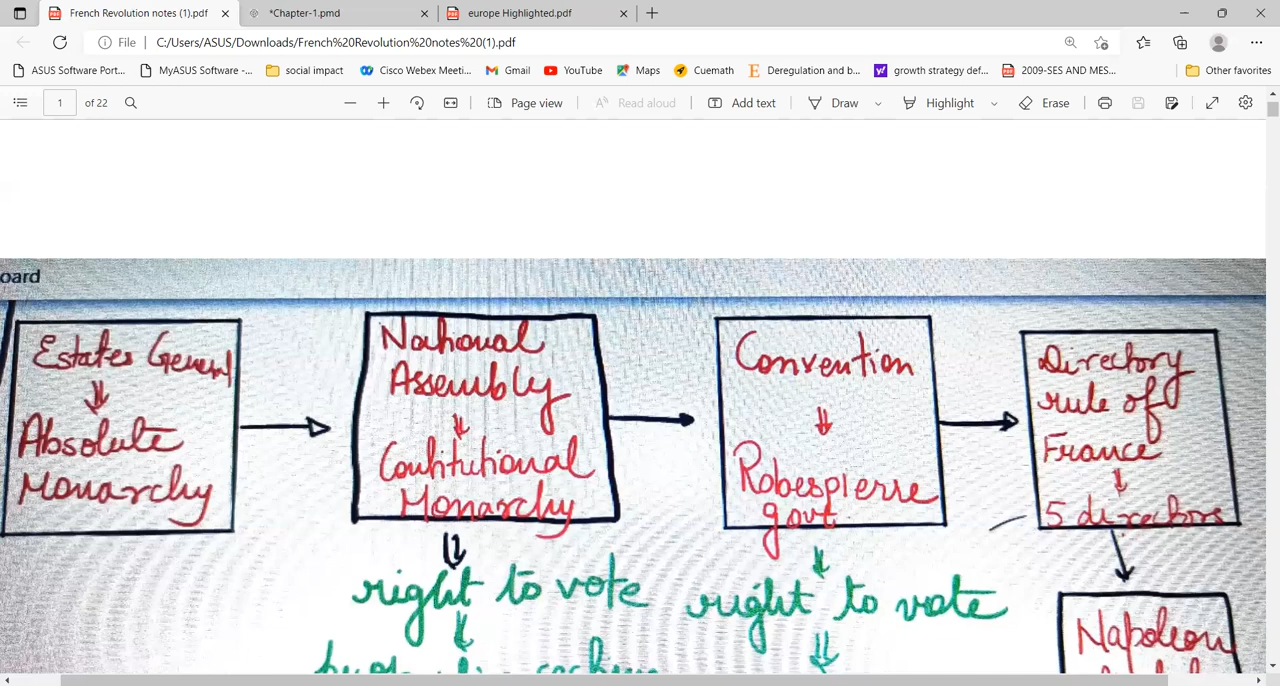 French Revolution notes (1).pdf
*Chapter-1.pmd
europe Highlighted.pdf
File
C:/Users/ASUS/Downloads/French%20Revolution%20notes%20(1).pdf
ASUS Software Port...
MyASUS Software -...
social impact
Cisco Webex Meeti...
Gmail
YouTube
Maps
Cuemath
Deregulation and b...
growth strategy def...
2009-SES AND MES...
Other favorites
1 of 22
Page view
Read aloud
Add text
Draw
Highlight
Erase
oard
Estates General
Absolute
Monarchy
National
Assembly
Contitutional
Monarchy
right to vote
Convention
Robespierre
govt
right to vote
Directory
rule of
France
5 directors
Napoleon